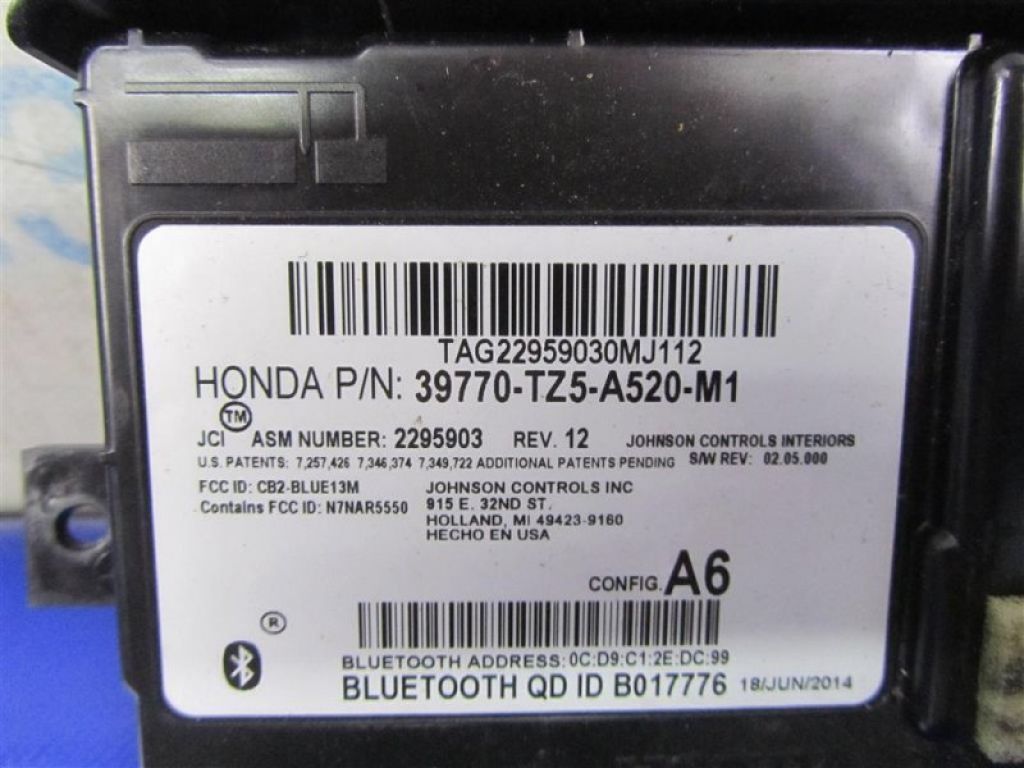 TAG22959030MJ112
HONDA P/N: 39770-TZ5-A520-M1
TM
JCI ASM NUMBER: 2295903 REV. 12 JOHNSON CONTROLS INTERIORS
U.S. PATENTS: 7,257,426 7,346,374 7,349,722 ADDITIONAL PATENTS PENDING S/W REV: 02.05.000
FCC ID: CB2-BLUE13M
Contains FCC ID: N7NAR5550
JOHNSON CONTROLS INC
915 E. 32ND ST.
HOLLAND, MI 49423-9160
HECHO EN USA
CONFIG. A6
®
BLUETOOTH ADDRESS: 0C:D9:C1:2E:DC:99
BLUETOOTH QD ID B017776 18/JUN/2014